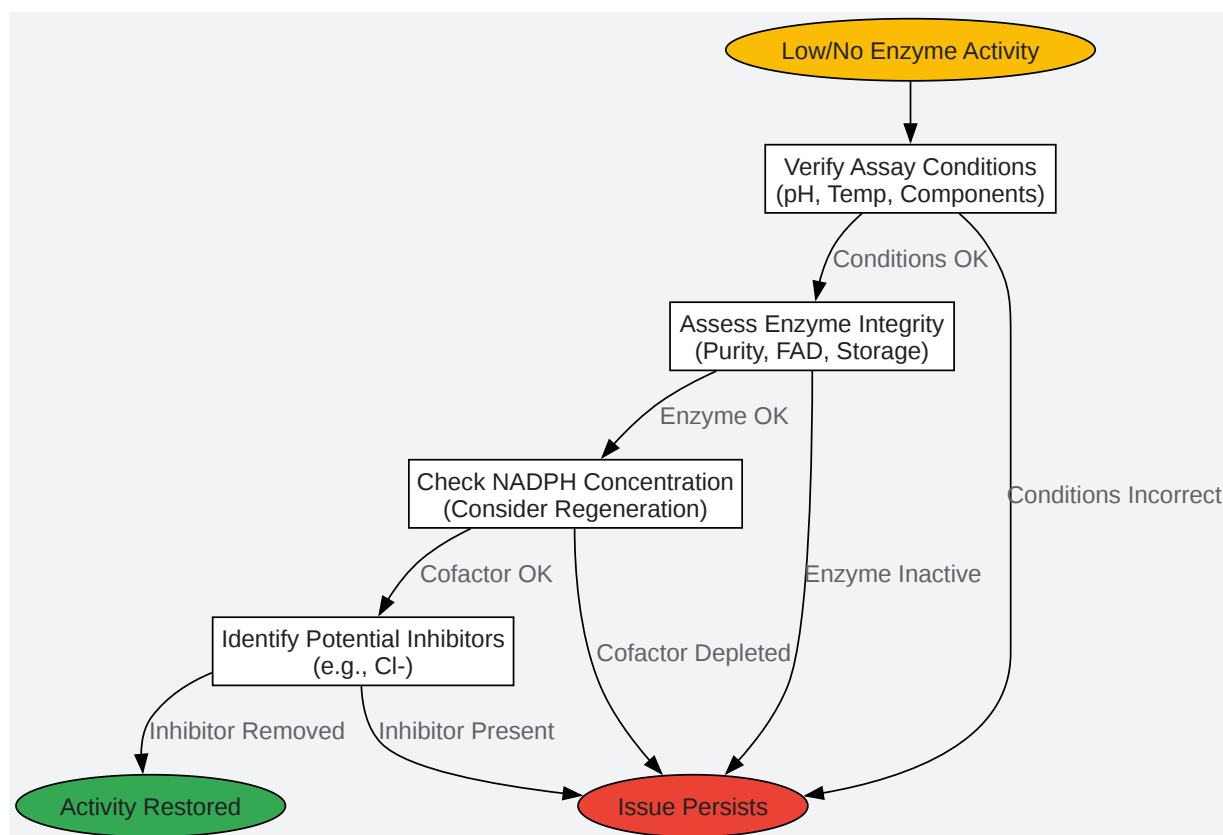 Low/No Enzyme Activity
Verify Assay Conditions
(pH, Temp, Components)
Conditions OK
Assess Enzyme Integrity
(Purity, FAD, Storage)
Enzyme OK
Check NADPH Concentration
(Consider Regeneration)
Conditions Incorrect
Cofactor OK
Enzyme Inactive
Identify Potential Inhibitors
(e.g., Cl-)
Cofactor Depleted
Inhibitor Removed
Inhibitor Present
Activity Restored
Issue Persists